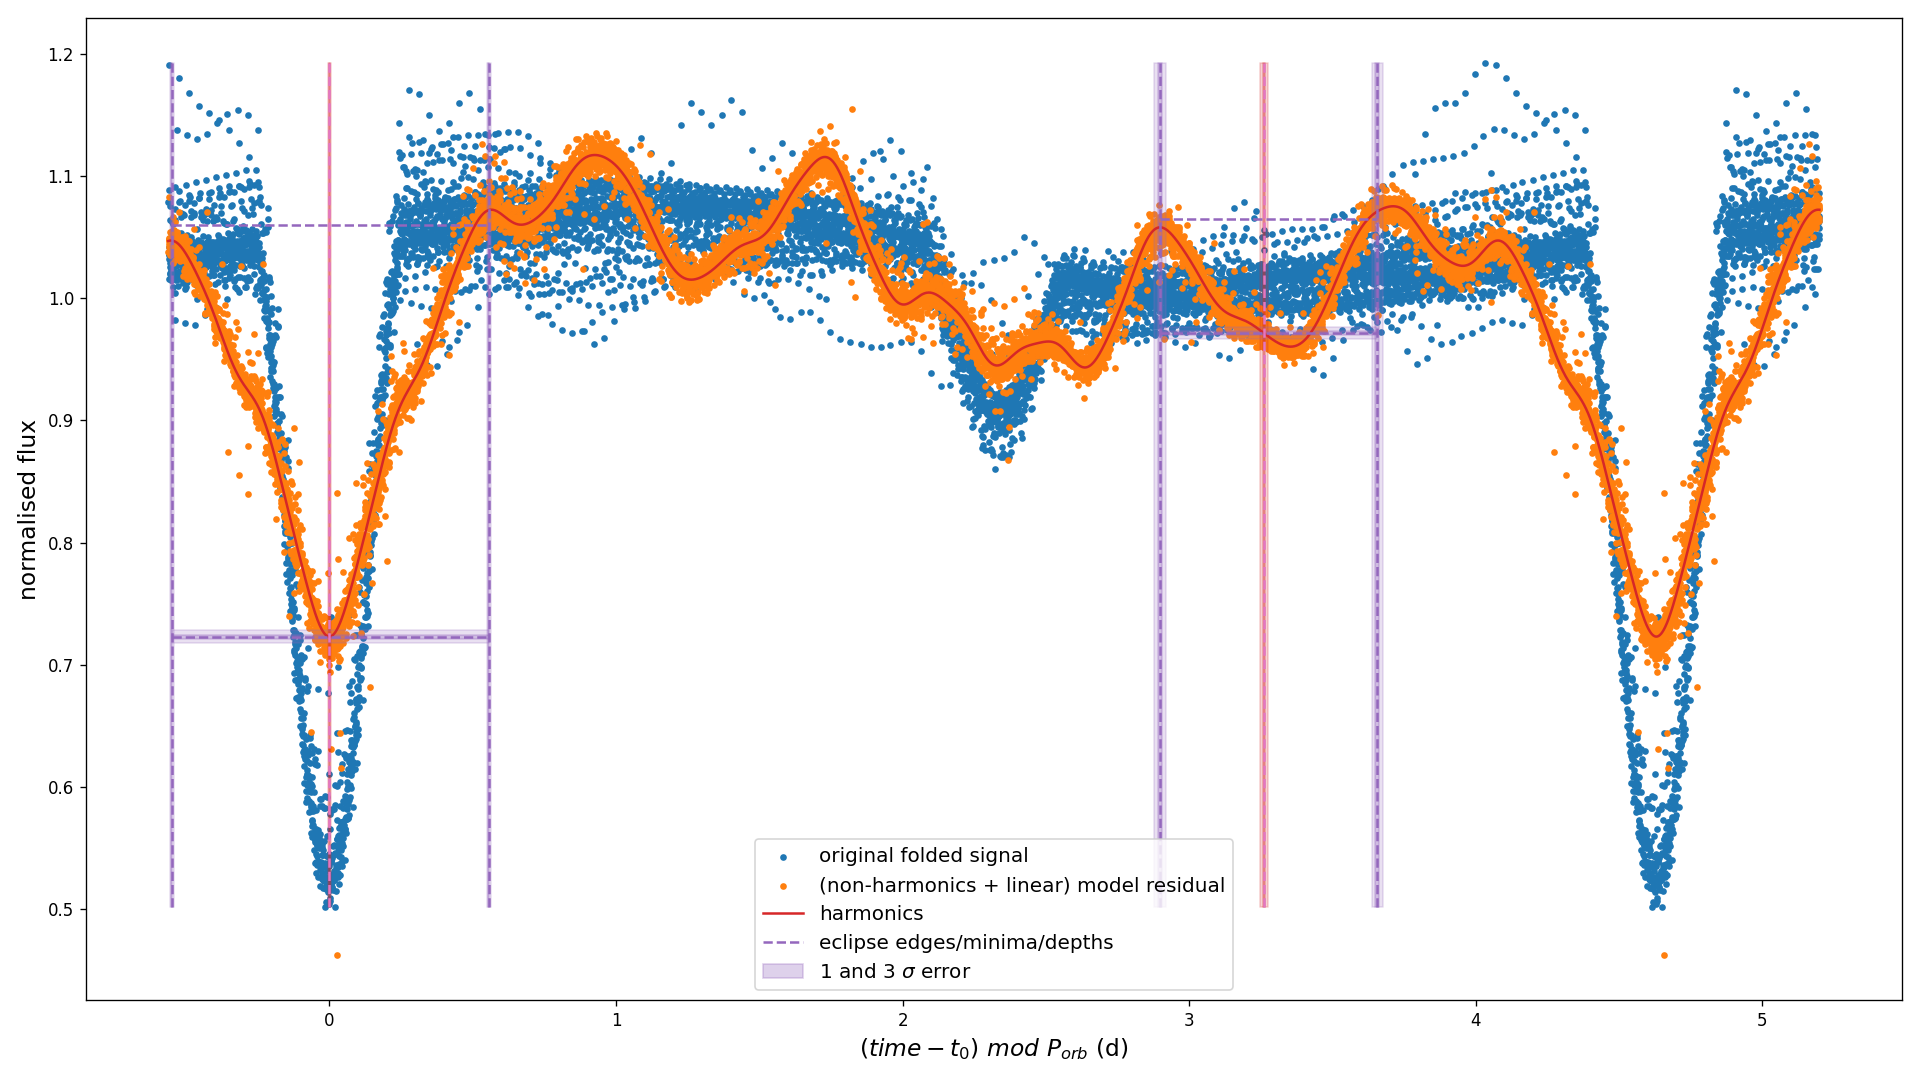 1.2
1.1
1.0
0.9
0.8
0.7
0.6
0.5
normalised flux
original folded signal
(non-harmonics + linear) model residual
harmonics
eclipse edges/minima/depths
1 and 3 σ error
0 1 2 3 4 5
(time − t₀) mod P_orb (d)